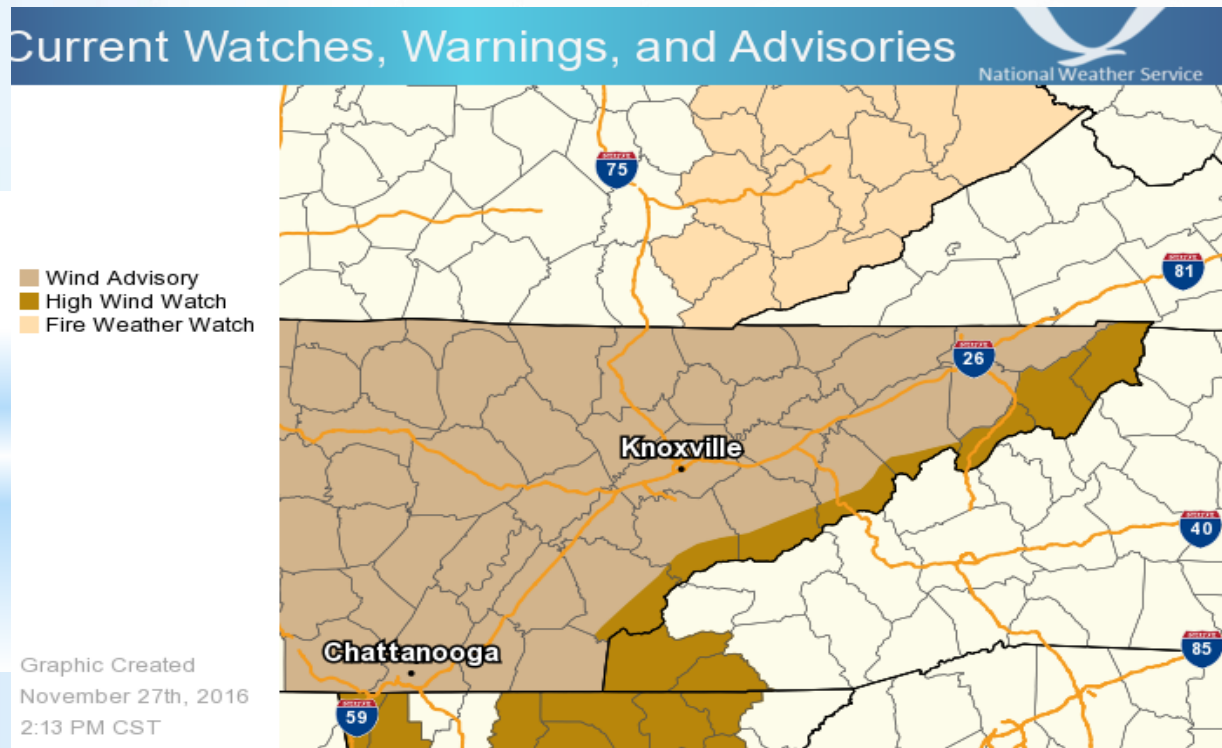 Current Watches, Warnings, and Advisories
National Weather Service
Wind Advisory
High Wind Watch
Fire Weather Watch
75
81
26
Knoxville
40
Chattanooga
85
59
Graphic Created
November 27th, 2016
2:13 PM CST